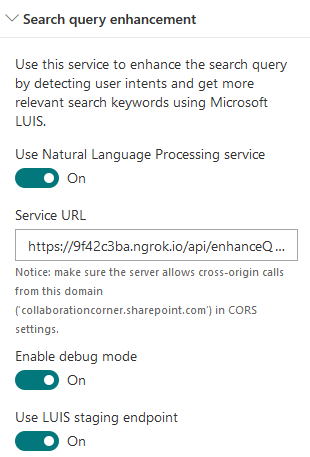 Search query enhancement
Use this service to enhance the search query
by detecting user intents and get more
relevant search keywords using Microsoft
LUIS.
Use Natural Language Processing service
On
Service URL
https://9f42c3ba.ngrok.io/api/enhanceQ ...
Notice: make sure the server allows cross-origin calls
from this domain
('collaborationcorner.sharepoint.com') in CORS
settings.
Enable debug mode
On
Use LUIS staging endpoint
On